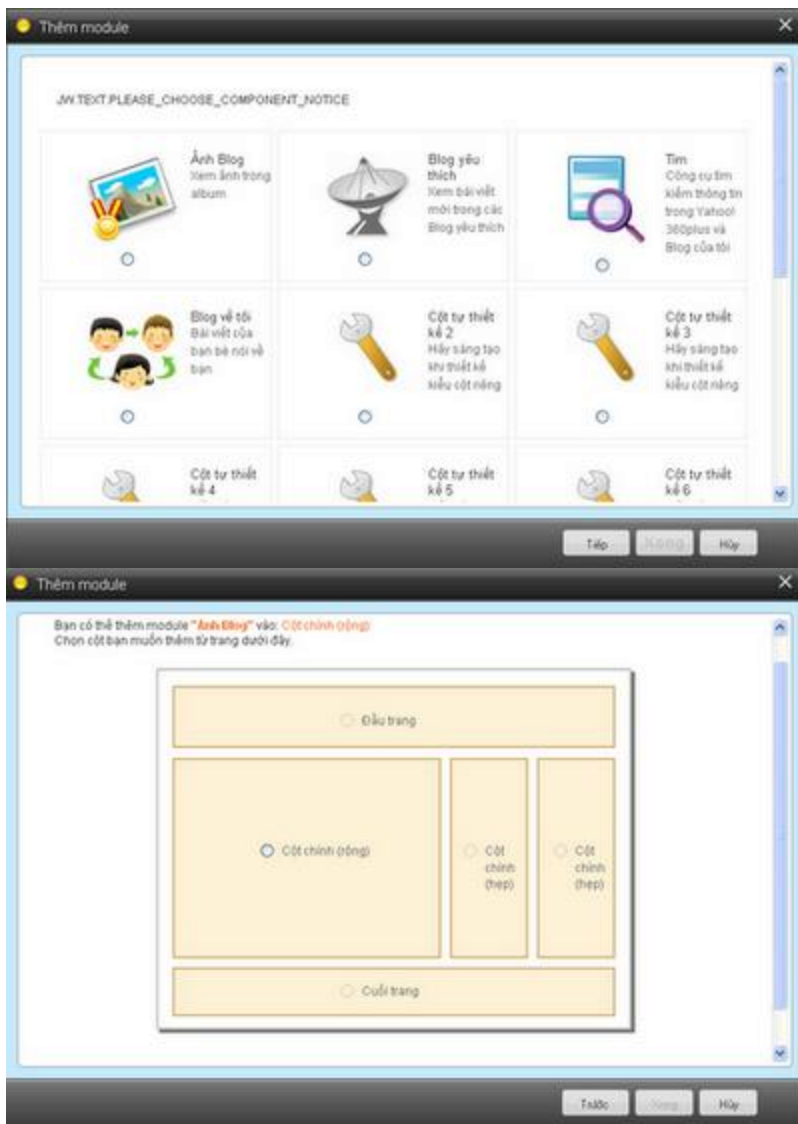 Thêm module
JW.TEXT.PLEASE_CHOOSE_COMPONENT_NOTICE
Ảnh Blog
Xem ảnh trong
album
Blog yêu
thích
Xem bài viết
mới trong các
Blog yêu thích
Tìm
Công cụ tìm
kiếm thông tin
trong Yahoo!
360plus và
Blog của tôi
Blog về tôi
Bài viết của
bạn bè nói về
bạn
Cột tự thiết
kế 2
Hãy sáng tạo
khi thiết kế
kiểu cột riêng
Cột tự thiết
kế 3
Hãy sáng tạo
khi thiết kế
kiểu cột riêng
Cột tự thiết
kế 4
Cột tự thiết
kế 5
Cột tự thiết
kế 6
Tiếp Xong Hủy
Thêm module
Bạn có thể thêm module "Ảnh Blog" vào: Cột chính (rộng)
Chọn cột bạn muốn thêm từ trang dưới đây.
Đầu trang
Cột chính (rộng)
Cột
chính
(hẹp)
Cột
chính
(hẹp)
Cuối trang
Trước Xong Hủy